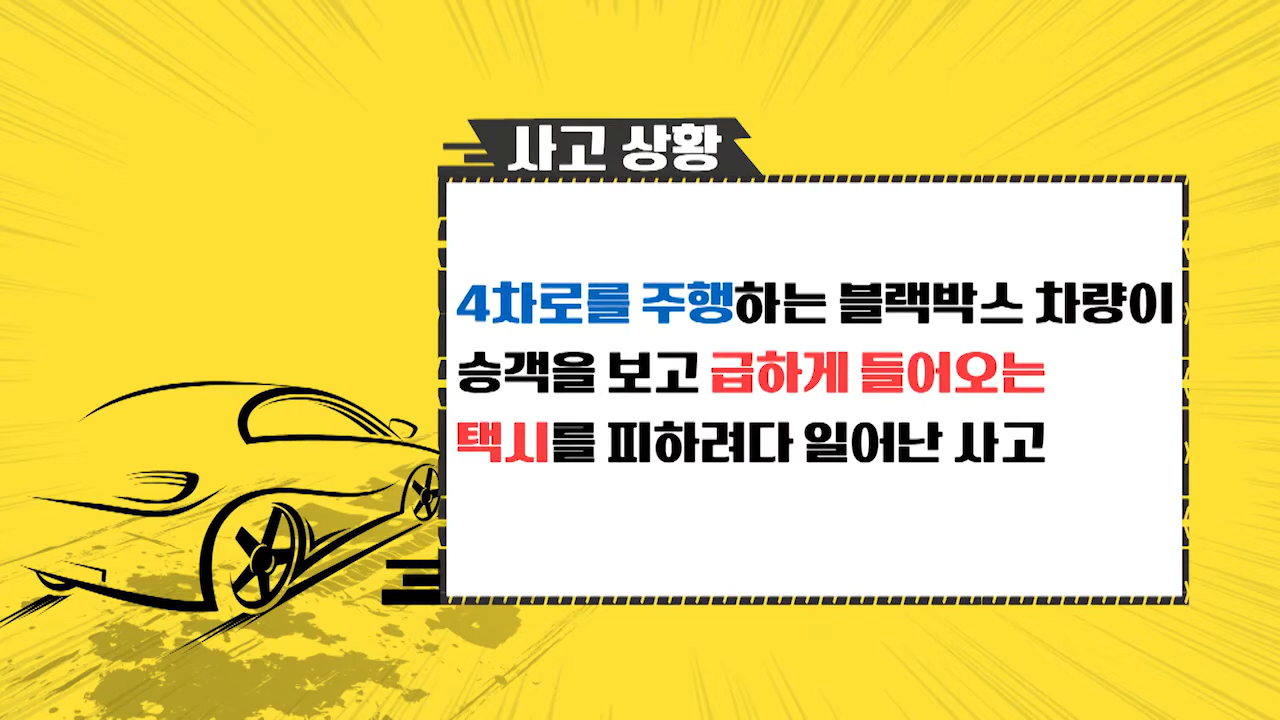 사고 상황
4차로를 주행하는 블랙박스 차량이
승객을 보고 급하게 들어오는
택시를 피하려다 일어난 사고